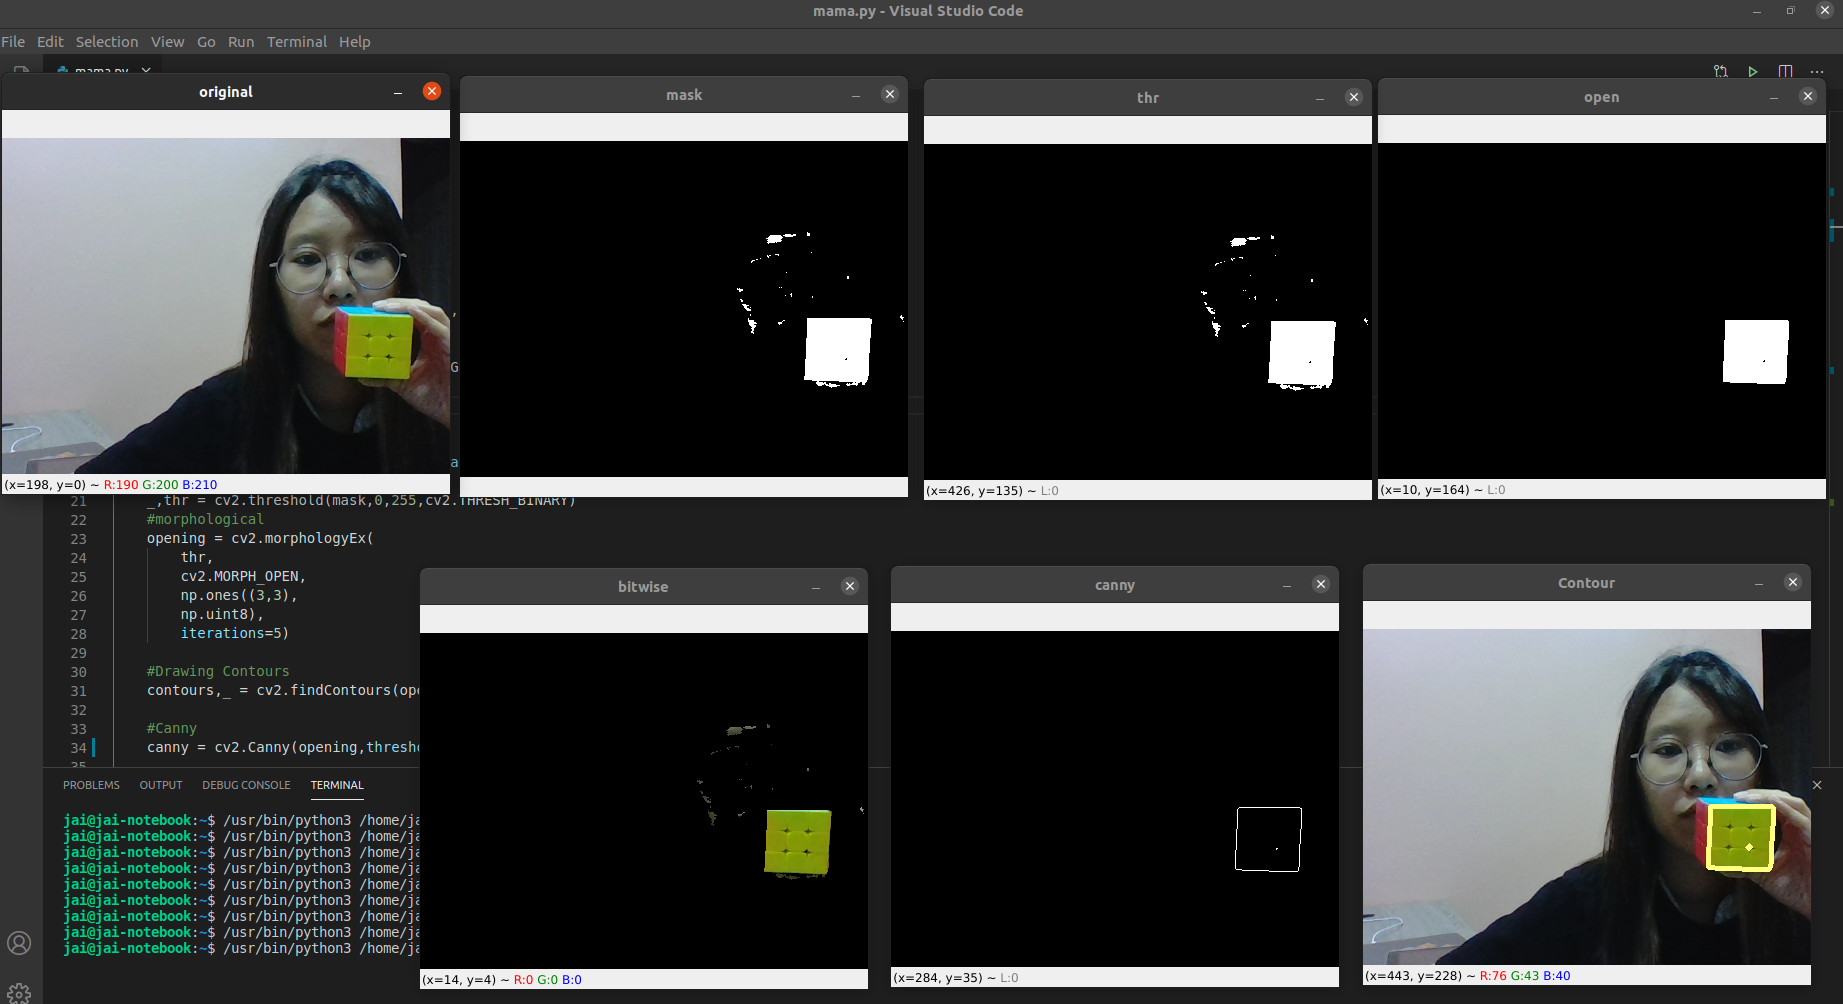 mama.py - Visual Studio Code
File Edit Selection View Go Run Terminal Help
mama.py
original
mask
thr
open
(x=198, y=0) ~ R:190 G:200 B:210
(x=426, y=135) ~ L:0
(x=10, y=164) ~ L:0
21 _,thr = cv2.threshold(mask,0,255,cv2.THRESH_BINARY)
22 #morphological
23 opening = cv2.morphologyEx(
24 thr,
25 cv2.MORPH_OPEN,
26 np.ones((3,3),
27 np.uint8),
28 iterations=5)
29
30 #Drawing Contours
31 contours,_ = cv2.findContours(ope
32
33 #Canny
34 canny = cv2.Canny(opening,thresho
35
bitwise
canny
Contour
PROBLEMS OUTPUT DEBUG CONSOLE TERMINAL
jai@jai-notebook:~$ /usr/bin/python3 /home/ja
jai@jai-notebook:~$ /usr/bin/python3 /home/ja
jai@jai-notebook:~$ /usr/bin/python3 /home/ja
jai@jai-notebook:~$ /usr/bin/python3 /home/ja
jai@jai-notebook:~$ /usr/bin/python3 /home/ja
jai@jai-notebook:~$ /usr/bin/python3 /home/ja
jai@jai-notebook:~$ /usr/bin/python3 /home/ja
jai@jai-notebook:~$ /usr/bin/python3 /home/ja
jai@jai-notebook:~$ /usr/bin/python3 /home/ja
(x=14, y=4) ~ R:0 G:0 B:0
(x=284, y=35) ~ L:0
(x=443, y=228) ~ R:76 G:43 B:40